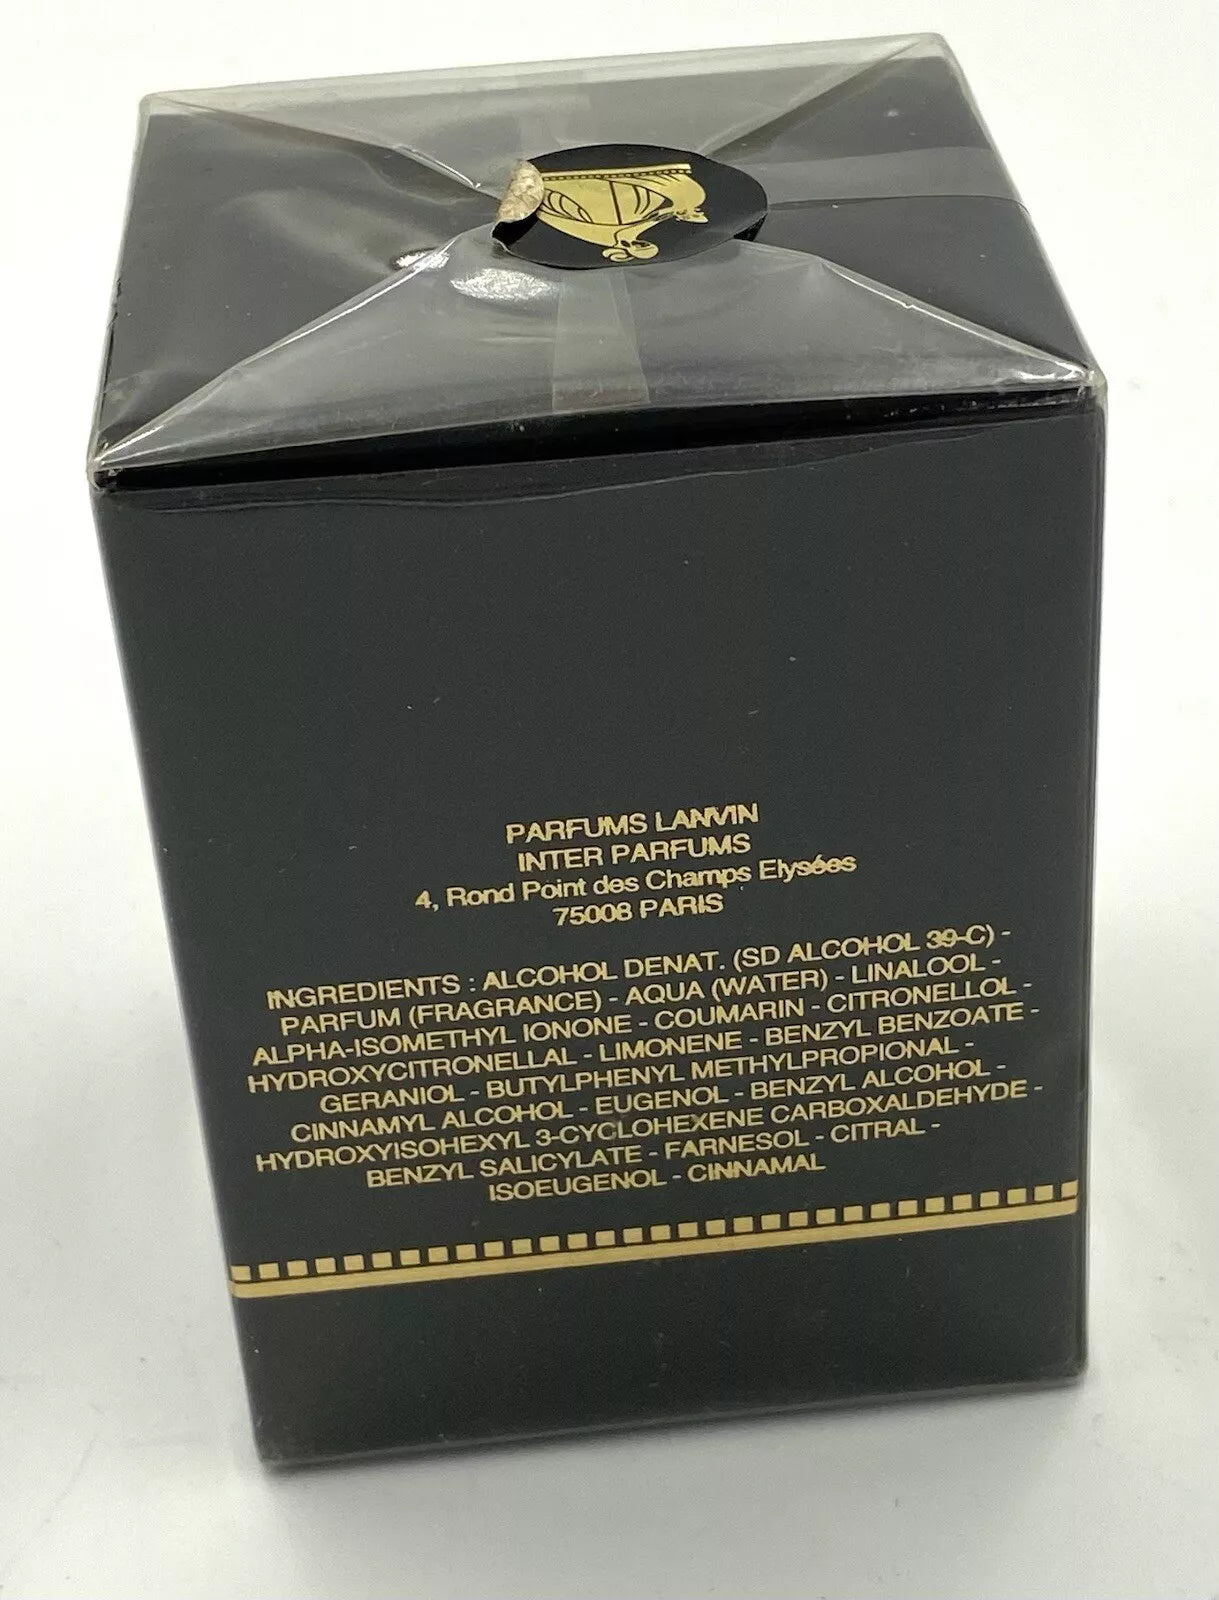 PARFUMS LANVIN
INTER PARFUMS
4, Rond Point des Champs Elysées
75008 PARIS
INGREDIENTS : ALCOHOL DENAT. (SD ALCOHOL 39-C) -
PARFUM (FRAGRANCE) - AQUA (WATER) - LINALOOL -
ALPHA-ISOMETHYL IONONE - COUMARIN - CITRONELLOL -
HYDROXYCITRONELLAL - LIMONENE - BENZYL BENZOATE -
GERANIOL - BUTYLPHENYL METHYLPROPIONAL -
CINNAMYL ALCOHOL - EUGENOL - BENZYL ALCOHOL -
HYDROXYISOHEXYL 3-CYCLOHEXENE CARBOXALDEHYDE -
BENZYL SALICYLATE - FARNESOL - CITRAL -
ISOEUGENOL - CINNAMAL